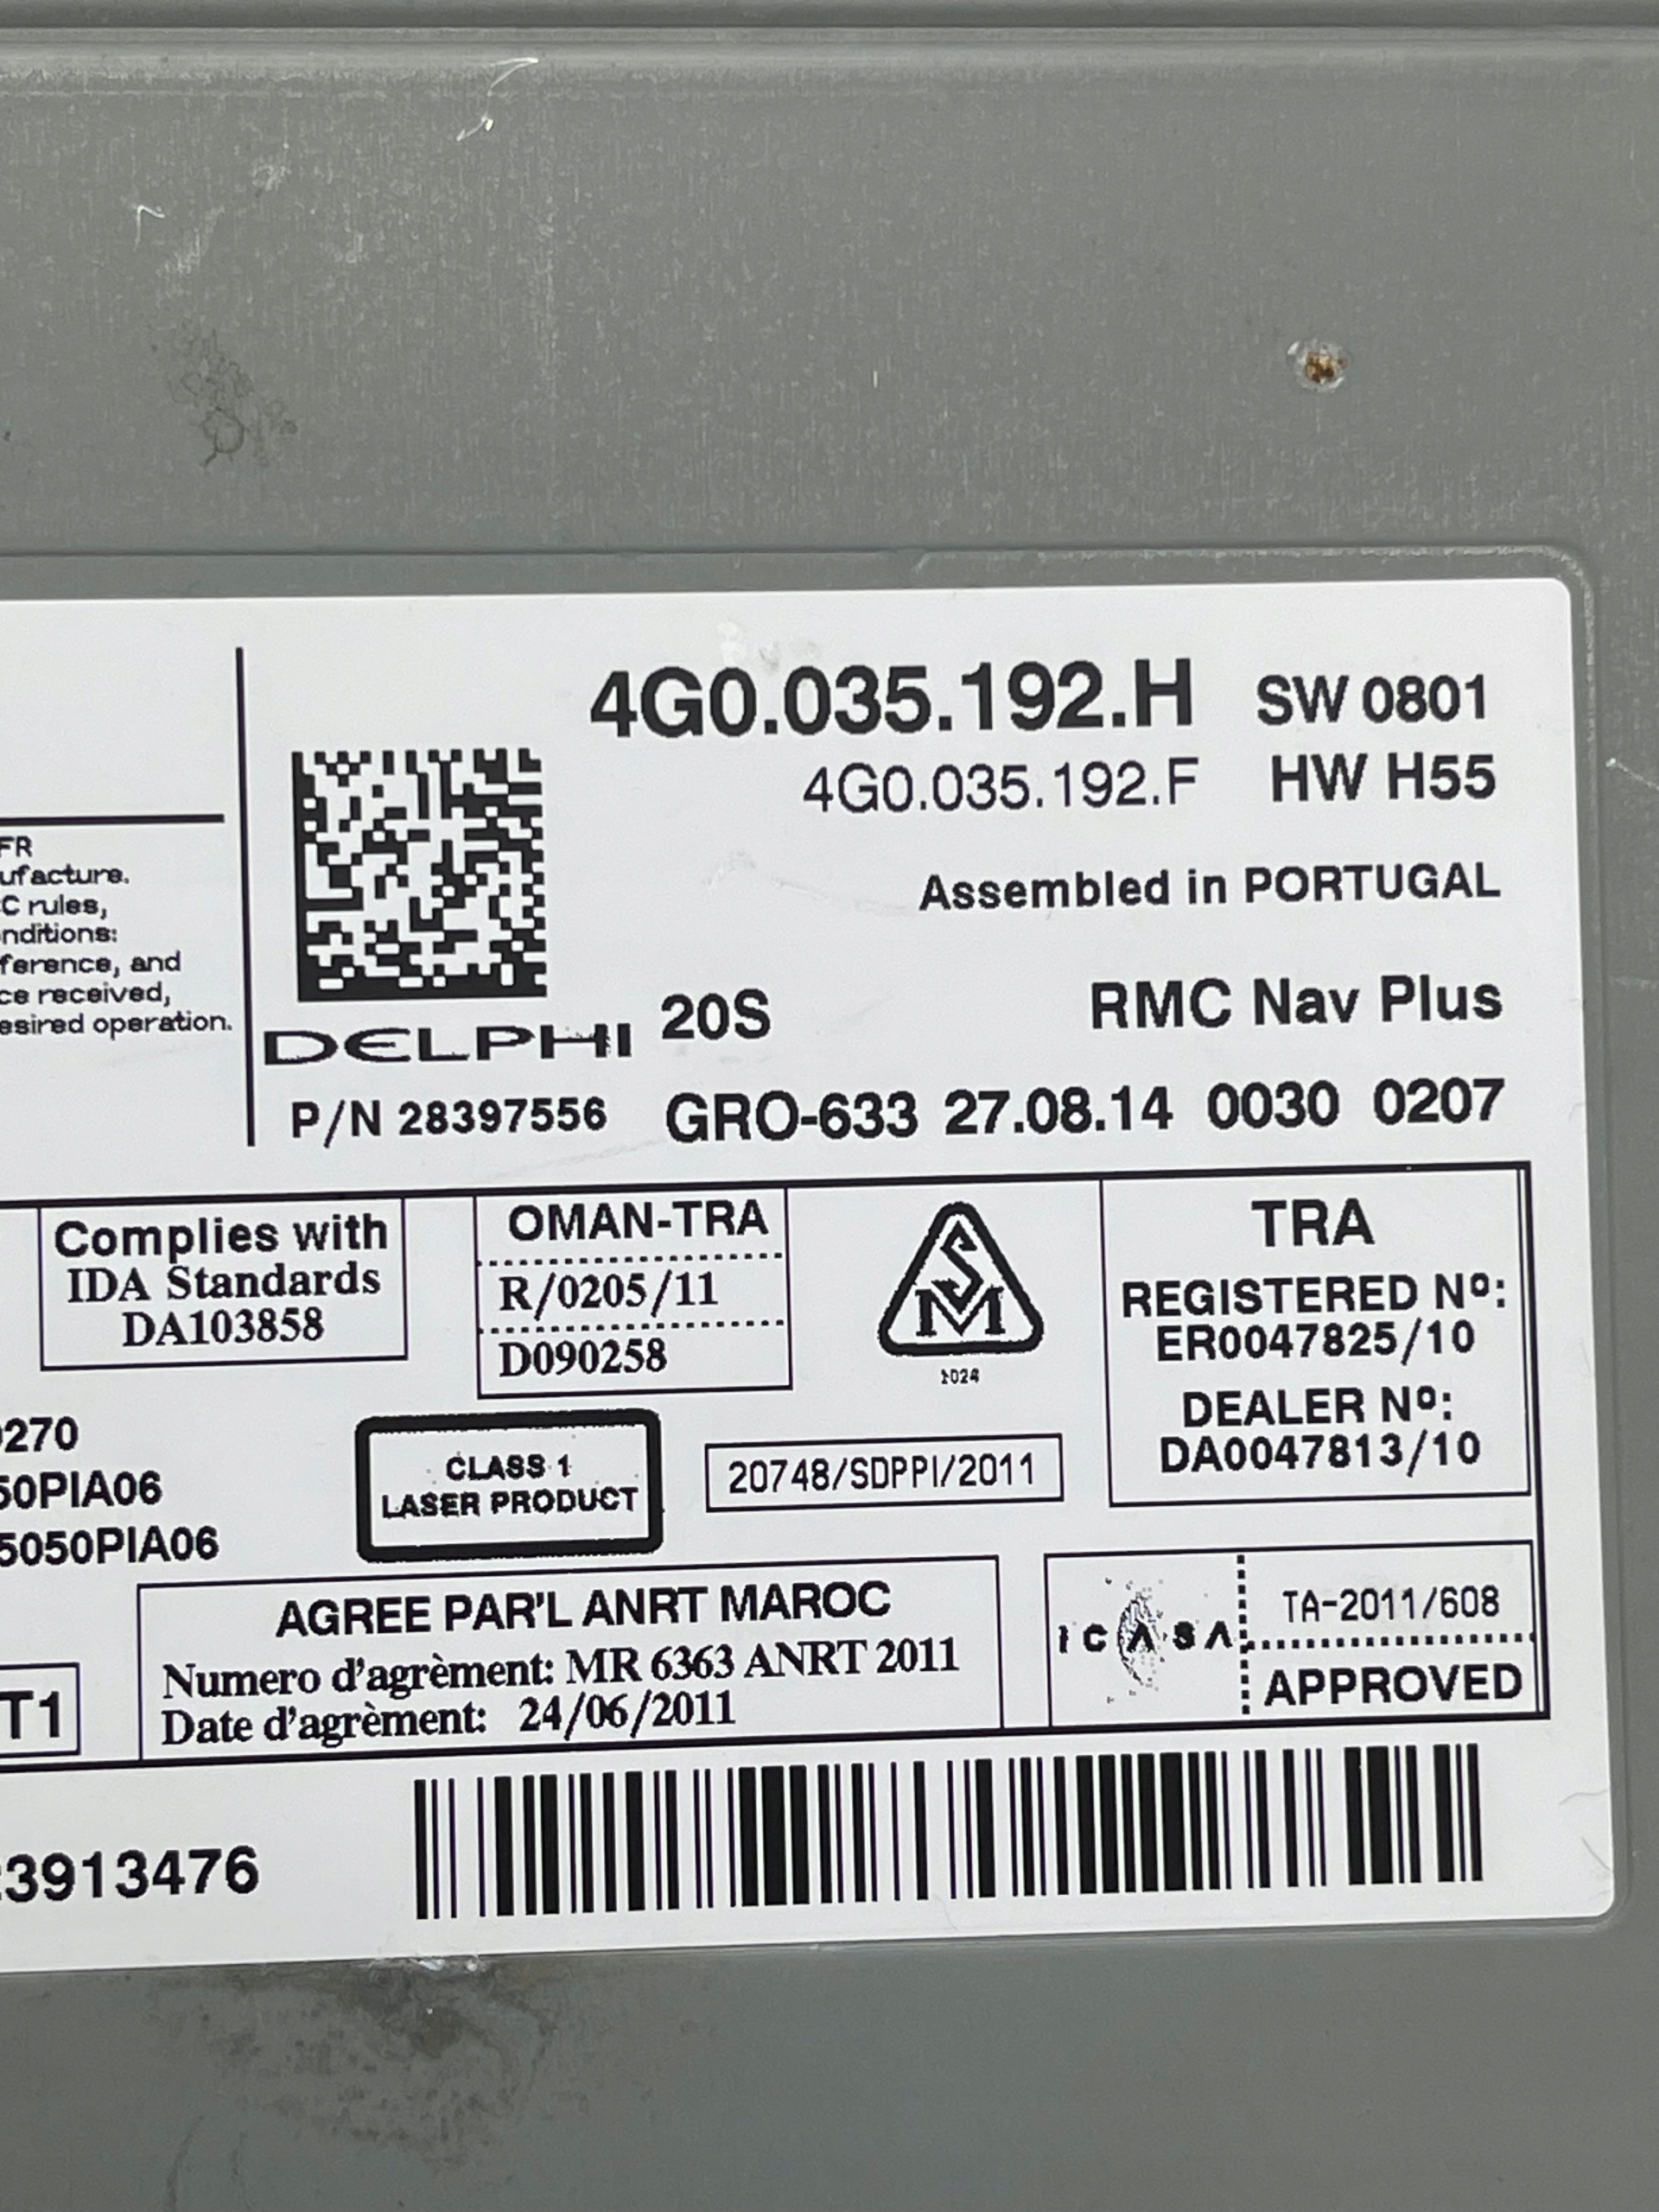 4G0.035.192.H SW 0801
4G0.035.192.F HW H55
Assembled in PORTUGAL
FR
ufacture.
C rules,
nditions:
ference, and
ce received,
esired operation.
20S RMC Nav Plus
DELPHI
P/N 28397556 GRO-633 27.08.14 0030 0207
Complies with
IDA Standards
DA103858
OMAN-TRA
R/0205/11
D090258
SM
TRA
REGISTERED Nº:
ER0047825/10
DEALER Nº:
DA0047813/10
270
50PIA06
5050PIA06
CLASS 1
LASER PRODUCT
20748/SDPPI/2011
T1
AGREE PAR'L ANRT MAROC
Numero d'agrèment: MR 6363 ANRT 2011
Date d'agrèment: 24/06/2011
ICASA
TA-2011/608
APPROVED
3913476